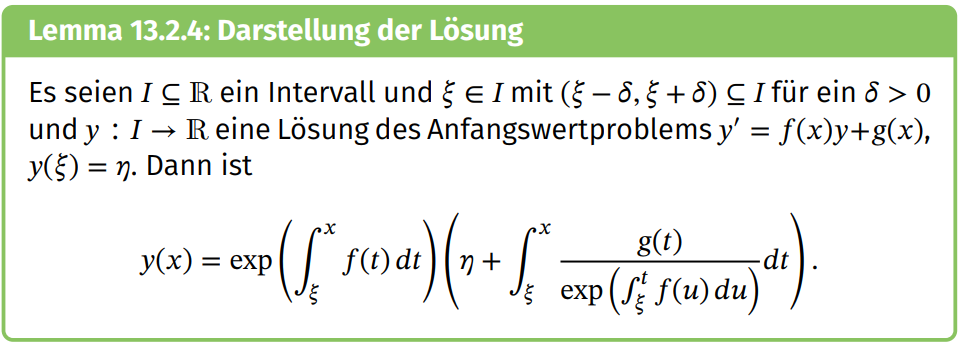 Lemma 13.2.4: Darstellung der Lösung
Es seien I ⊆ ℝ ein Intervall und ξ ∈ I mit (ξ − δ, ξ + δ) ⊆ I für ein δ > 0
und y : I → ℝ eine Lösung des Anfangswertproblems y′ = f(x)y+g(x),
y(ξ) = η. Dann ist
y(x) = exp(∫_ξ^x f(t) dt)(η + ∫_ξ^x g(t)/exp(∫_ξ^t f(u) du) dt).